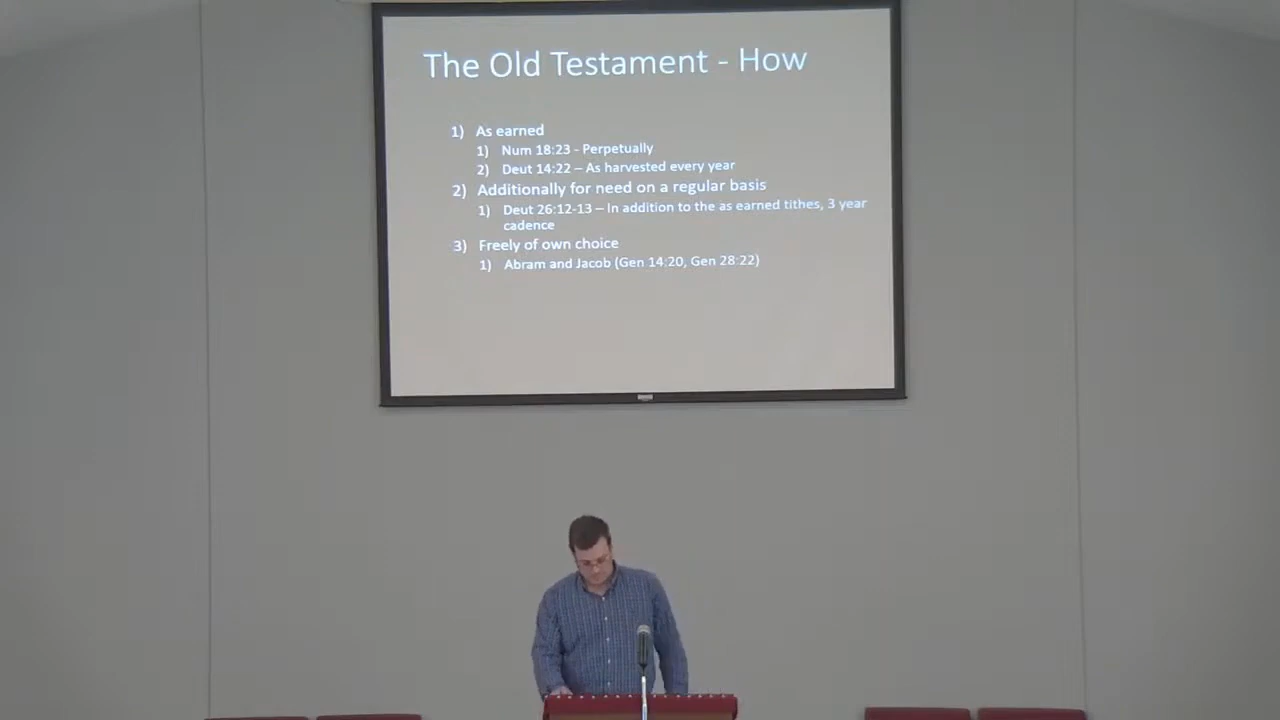 The Old Testament - How
1) As earned
1) Num 18:23 - Perpetually
2) Deut 14:22 – As harvested every year
2) Additionally for need on a regular basis
1) Deut 26:12-13 – In addition to the as earned tithes, 3 year
cadence
3) Freely of own choice
1) Abram and Jacob (Gen 14:20, Gen 28:22)